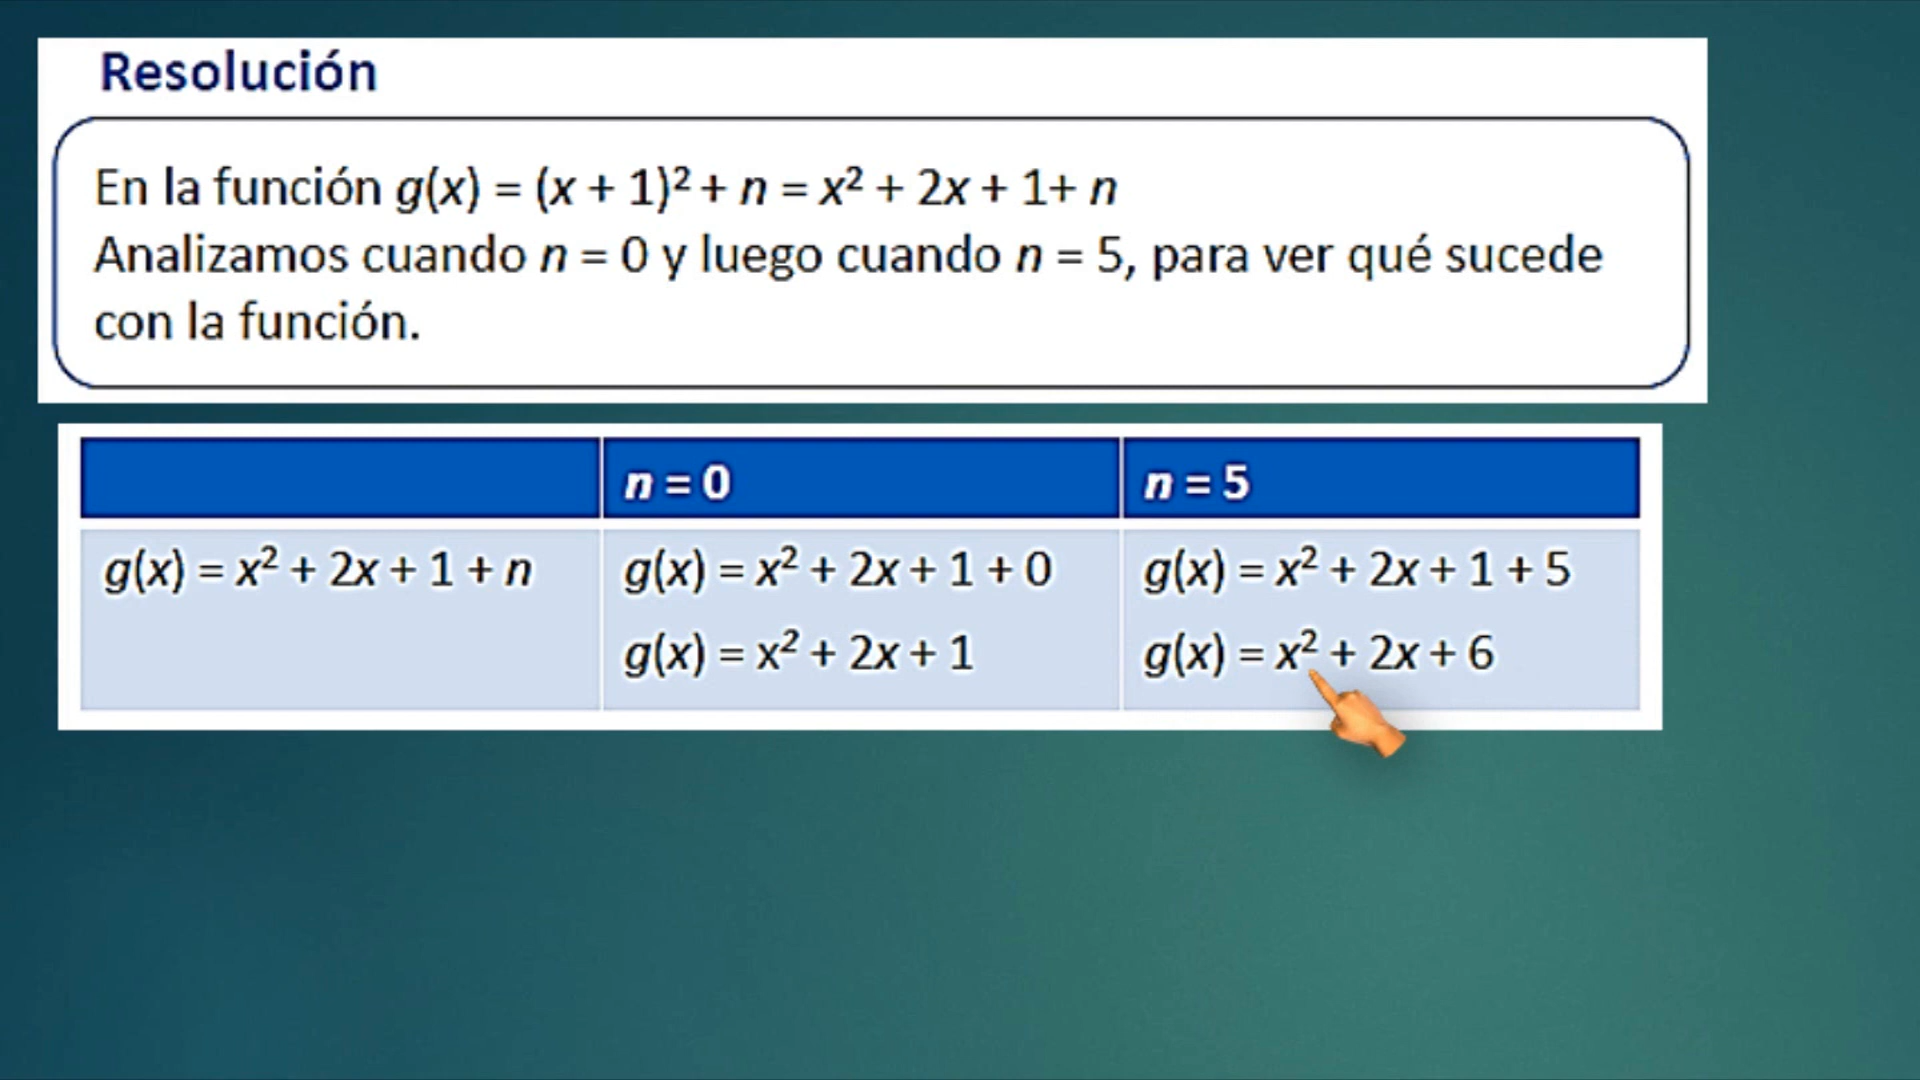 Resolución
En la función g(x) = (x + 1)² + n = x² + 2x + 1+ n
Analizamos cuando n = 0 y luego cuando n = 5, para ver qué sucede
con la función.
n = 0 n = 5
g(x) = x² + 2x + 1 + n g(x) = x² + 2x + 1 + 0 g(x) = x² + 2x + 1 + 5
g(x) = x² + 2x + 1 g(x) = x² + 2x + 6